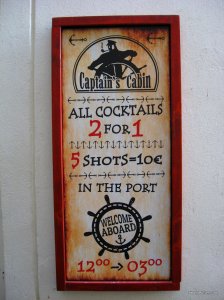 Captain's Cabin
ALL COCKTAILS
2 FOR 1
5 SHOTS=10€
IN THE PORT
WELCOME
ABOARD
12⁰⁰→03⁰⁰